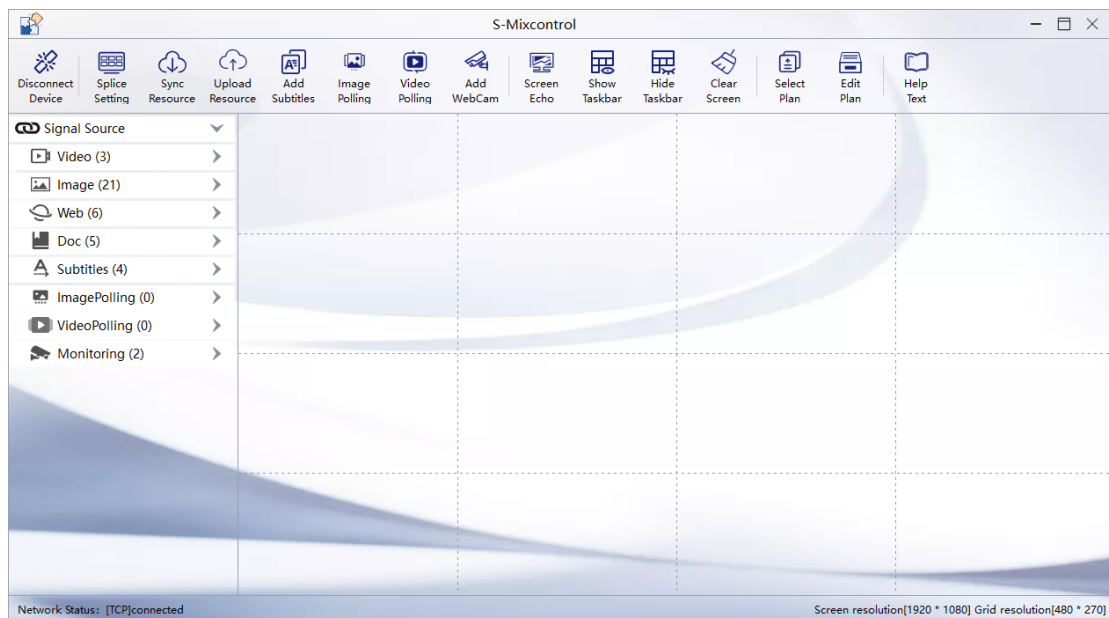 S-Mixcontrol
Disconnect Device
Splice Setting
Sync Resource
Upload Resource
Add Subtitles
Image Polling
Video Polling
Add WebCam
Screen Echo
Show Taskbar
Hide Taskbar
Clear Screen
Select Plan
Edit Plan
Help Text
Signal Source
Video (3)
Image (21)
Web (6)
Doc (5)
Subtitles (4)
ImagePolling (0)
VideoPolling (0)
Monitoring (2)
Network Status: [TCP]connected
Screen resolution[1920 * 1080] Grid resolution[480 * 270]